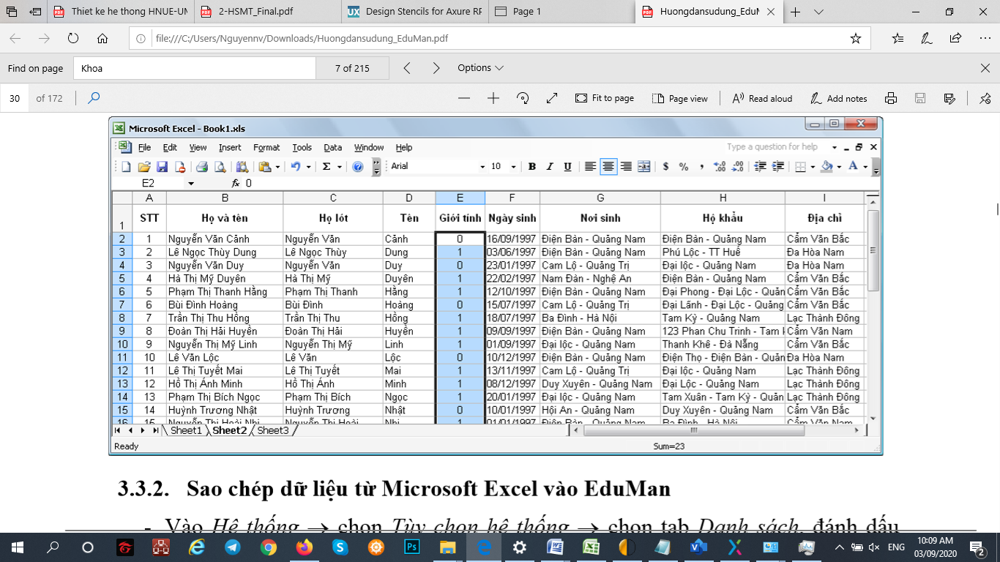 Thiet ke he thong HNUE-UN
2-HSMT_Final.pdf
Design Stencils for Axure RF
Page 1
Huongdansudung_EduM
file:///C:/Users/Nguyennv/Downloads/Huongdansudung_EduMan.pdf
Find on page Khoa 7 of 215 Options
30 of 172 Fit to page Page view Read aloud Add notes
Microsoft Excel - Book1.xls
File Edit View Insert Format Tools Data Window Help Type a question for help
Arial 10 B I U $ % ,
E2 fx 0
A B C D E F G H I
1 STT Họ và tên Họ lót Tên Giới tính Ngày sinh Nơi sinh Hộ khẩu Địa chỉ
2 1 Nguyễn Văn Cảnh Nguyễn Văn Cảnh 0 16/09/1997 Điện Bàn - Quảng Nam Điện Bàn - Quảng Nam Cẩm Văn Bắc
3 2 Lê Ngọc Thùy Dung Lê Ngọc Thùy Dung 1 03/06/1997 Điện Bàn - Quảng Nam Phú Lộc - TT Huế Đa Hòa Nam
4 3 Nguyễn Văn Duy Nguyễn Văn Duy 0 23/01/1997 Cam Lộ - Quảng Trị Đại lộc - Quảng Nam Đa Hòa Nam
5 4 Hà Thị Mỹ Duyên Hà Thị Mỹ Duyên 1 22/02/1997 Nam Đàn - Nghệ An Điện Bàn - Quảng Nam Cẩm Văn Bắc
6 5 Phạm Thị Thanh Hằng Phạm Thị Thanh Hằng 1 12/10/1997 Điện Bàn - Quảng Nam Đại Phong - Đại Lộc - Quản Cẩm Văn Bắc
7 6 Bùi Đình Hoàng Bùi Đình Hoàng 0 15/07/1997 Cam Lộ - Quảng Trị Đại Lãnh - Đại Lộc - Quảng Cẩm Văn Bắc
8 7 Trần Thị Thu Hồng Trần Thị Thu Hồng 1 18/07/1997 Ba Đình - Hà Nội Tam Kỳ - Quảng Nam Lạc Thành Đông
9 8 Đoàn Thị Hải Huyền Đoàn Thị Hải Huyền 1 09/09/1997 Điện Bàn - Quảng Nam 123 Phan Chu Trinh - Tam Cẩm Văn Nam
10 9 Nguyễn Thị Mỹ Linh Nguyễn Thị Mỹ Linh 1 01/09/1997 Đại lộc - Quảng Nam Thanh Khê - Đà Nẵng Cẩm Văn Bắc
11 10 Lê Văn Lộc Lê Văn Lộc 0 10/12/1997 Điện Bàn - Quảng Nam Điện Thọ - Điện Bàn - Quản Đa Hòa Nam
12 11 Lê Thị Tuyết Mai Lê Thị Tuyết Mai 1 13/11/1997 Cam Lộ - Quảng Trị Đại lộc - Quảng Nam Lạc Thành Đông
13 12 Hồ Thị Ánh Minh Hồ Thị Ánh Minh 1 08/12/1997 Duy Xuyên - Quảng Nam Đại Lộc - Quảng Nam Lạc Thành Đông
14 13 Phạm Thị Bích Ngọc Phạm Thị Bích Ngọc 1 20/01/1997 Đại lộc - Quảng Nam Tam Xuân - Tam Kỳ - Quản Lạc Thành Đông
15 14 Huỳnh Trương Nhật Huỳnh Trương Nhật 0 10/01/1997 Hội An - Quảng Nam Duy Xuyên - Quảng Nam Cẩm Văn Bắc
16 15 Nguyễn Thị Hoài Nhi Nguyễn Thị Hoài Nhi 1 01/01/1997 Điện Bàn - Quảng Nam Ba Đình - Hà Nội Cẩm Văn Nam
Sheet1 Sheet2 Sheet3
Ready Sum=23
3.3.2. Sao chép dữ liệu từ Microsoft Excel vào EduMan
- Vào Hệ thống → chọn Tùy chọn hệ thống → chọn tab Danh sách, đánh dấu
ENG 10:09 AM
03/09/2020 2